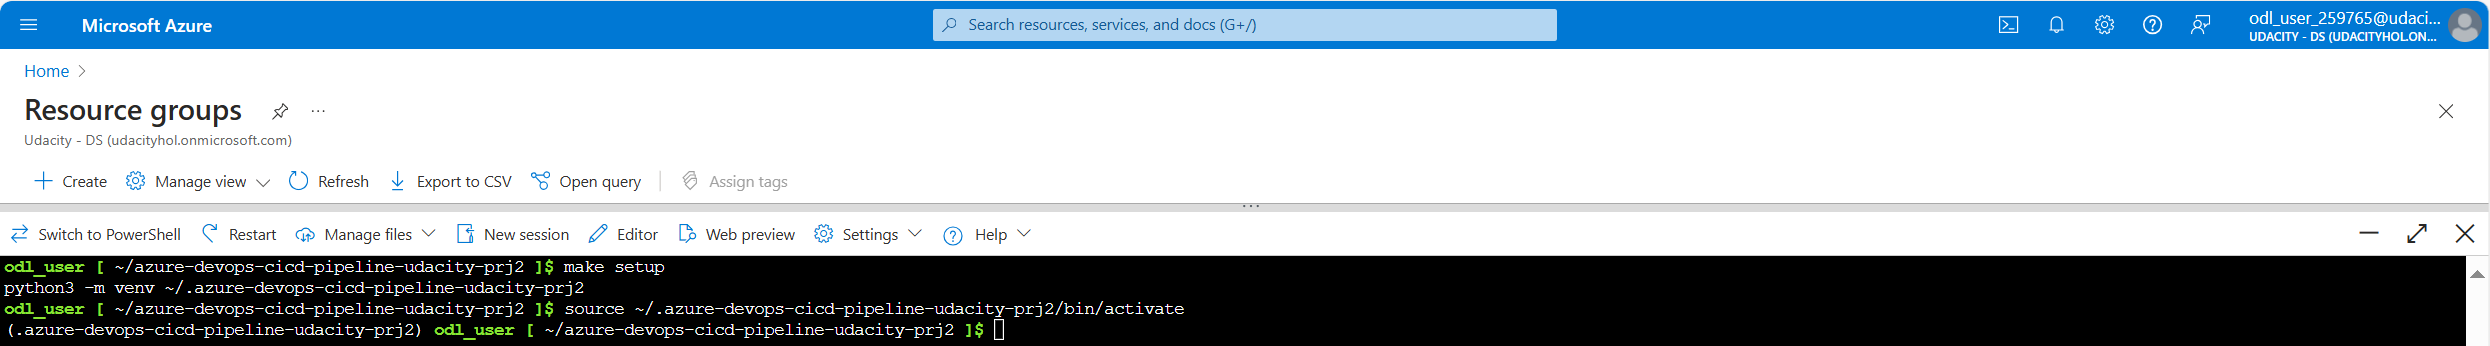 Microsoft Azure
Search resources, services, and docs (G+/)
odl_user_259765@udaci...
UDACITY - DS (UDACITYHOL.ON...
Home
Resource groups
Udacity - DS (udacityhol.onmicrosoft.com)
Create Manage view Refresh Export to CSV Open query Assign tags
Switch to PowerShell Restart Manage files New session Editor Web preview Settings Help
odl_user [ ~/azure-devops-cicd-pipeline-udacity-prj2 ]$ make setup
python3 -m venv ~/.azure-devops-cicd-pipeline-udacity-prj2
odl_user [ ~/azure-devops-cicd-pipeline-udacity-prj2 ]$ source ~/.azure-devops-cicd-pipeline-udacity-prj2/bin/activate
(.azure-devops-cicd-pipeline-udacity-prj2) odl_user [ ~/azure-devops-cicd-pipeline-udacity-prj2 ]$